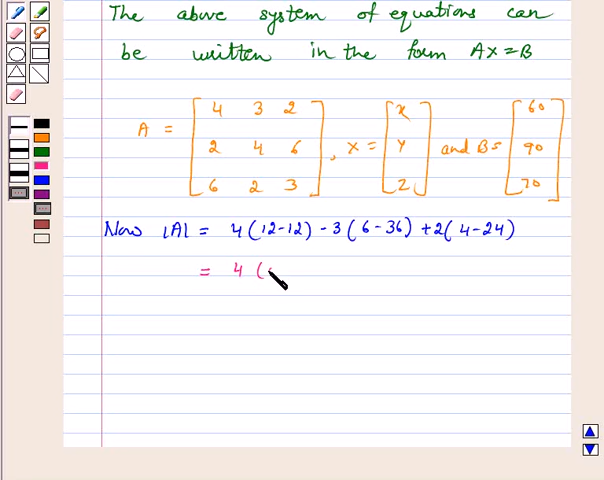 The above system of equations can
be written in the form AX=B
A = [4 3 2
2 4 6
6 2 3], X = [x
y
z] and B = [60
90
70]
Now |A| = 4(12-12) -3(6-36) +2(4-24)
= 4 (